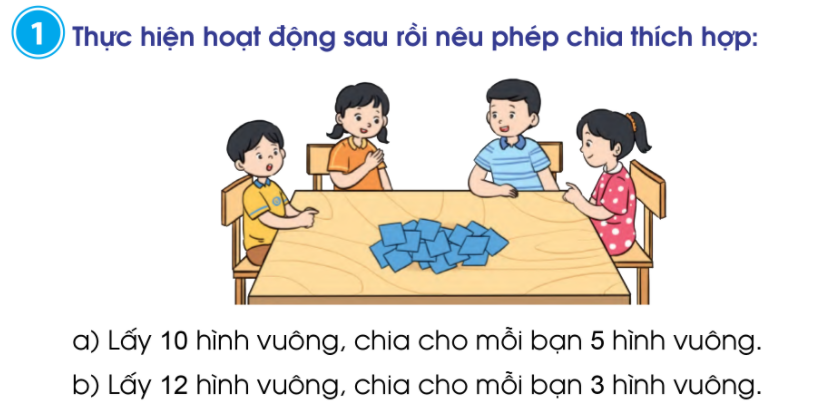 1 Thực hiện hoạt động sau rồi nêu phép chia thích hợp:
a) Lấy 10 hình vuông, chia cho mỗi bạn 5 hình vuông.
b) Lấy 12 hình vuông, chia cho mỗi bạn 3 hình vuông.